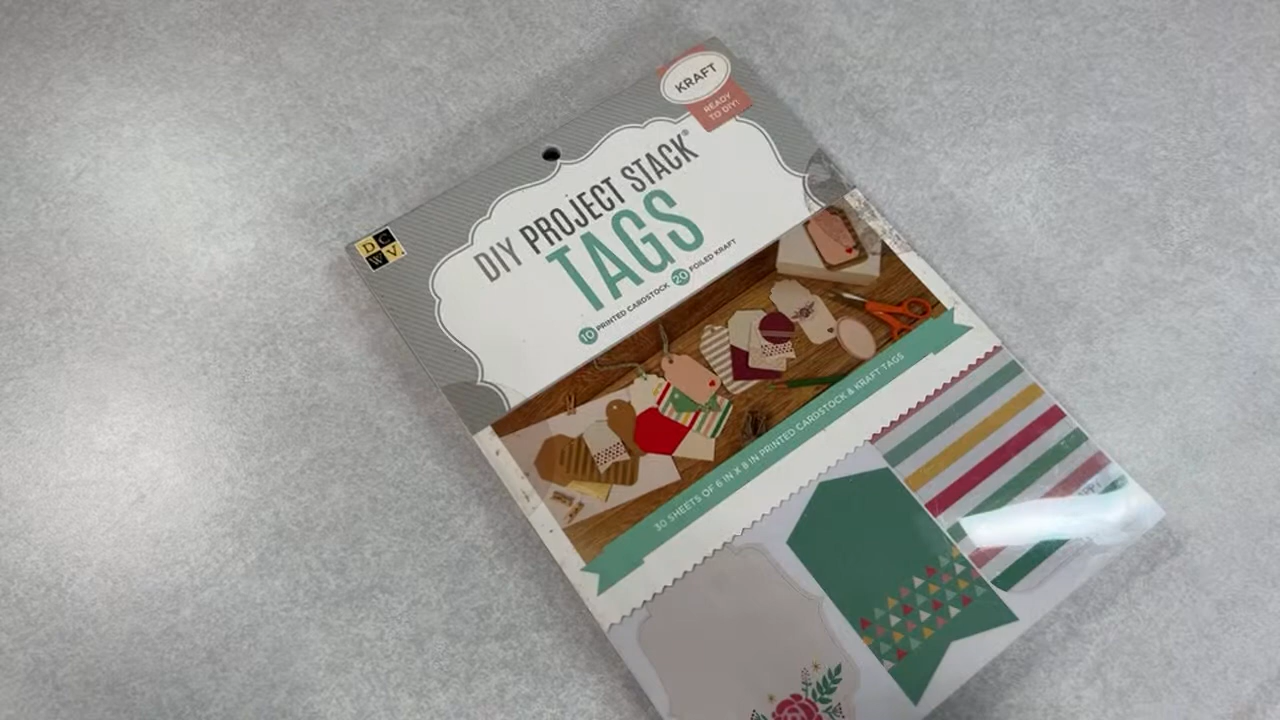 KRAFT
READY
TO DIY!
D C
W V.
DIY PROJECT STACK®
TAGS
10 PRINTED CARDSTOCK 20 FOILED KRAFT
30 SHEETS OF 6 IN X 8 IN PRINTED CARDSTOCK & KRAFT TAGS